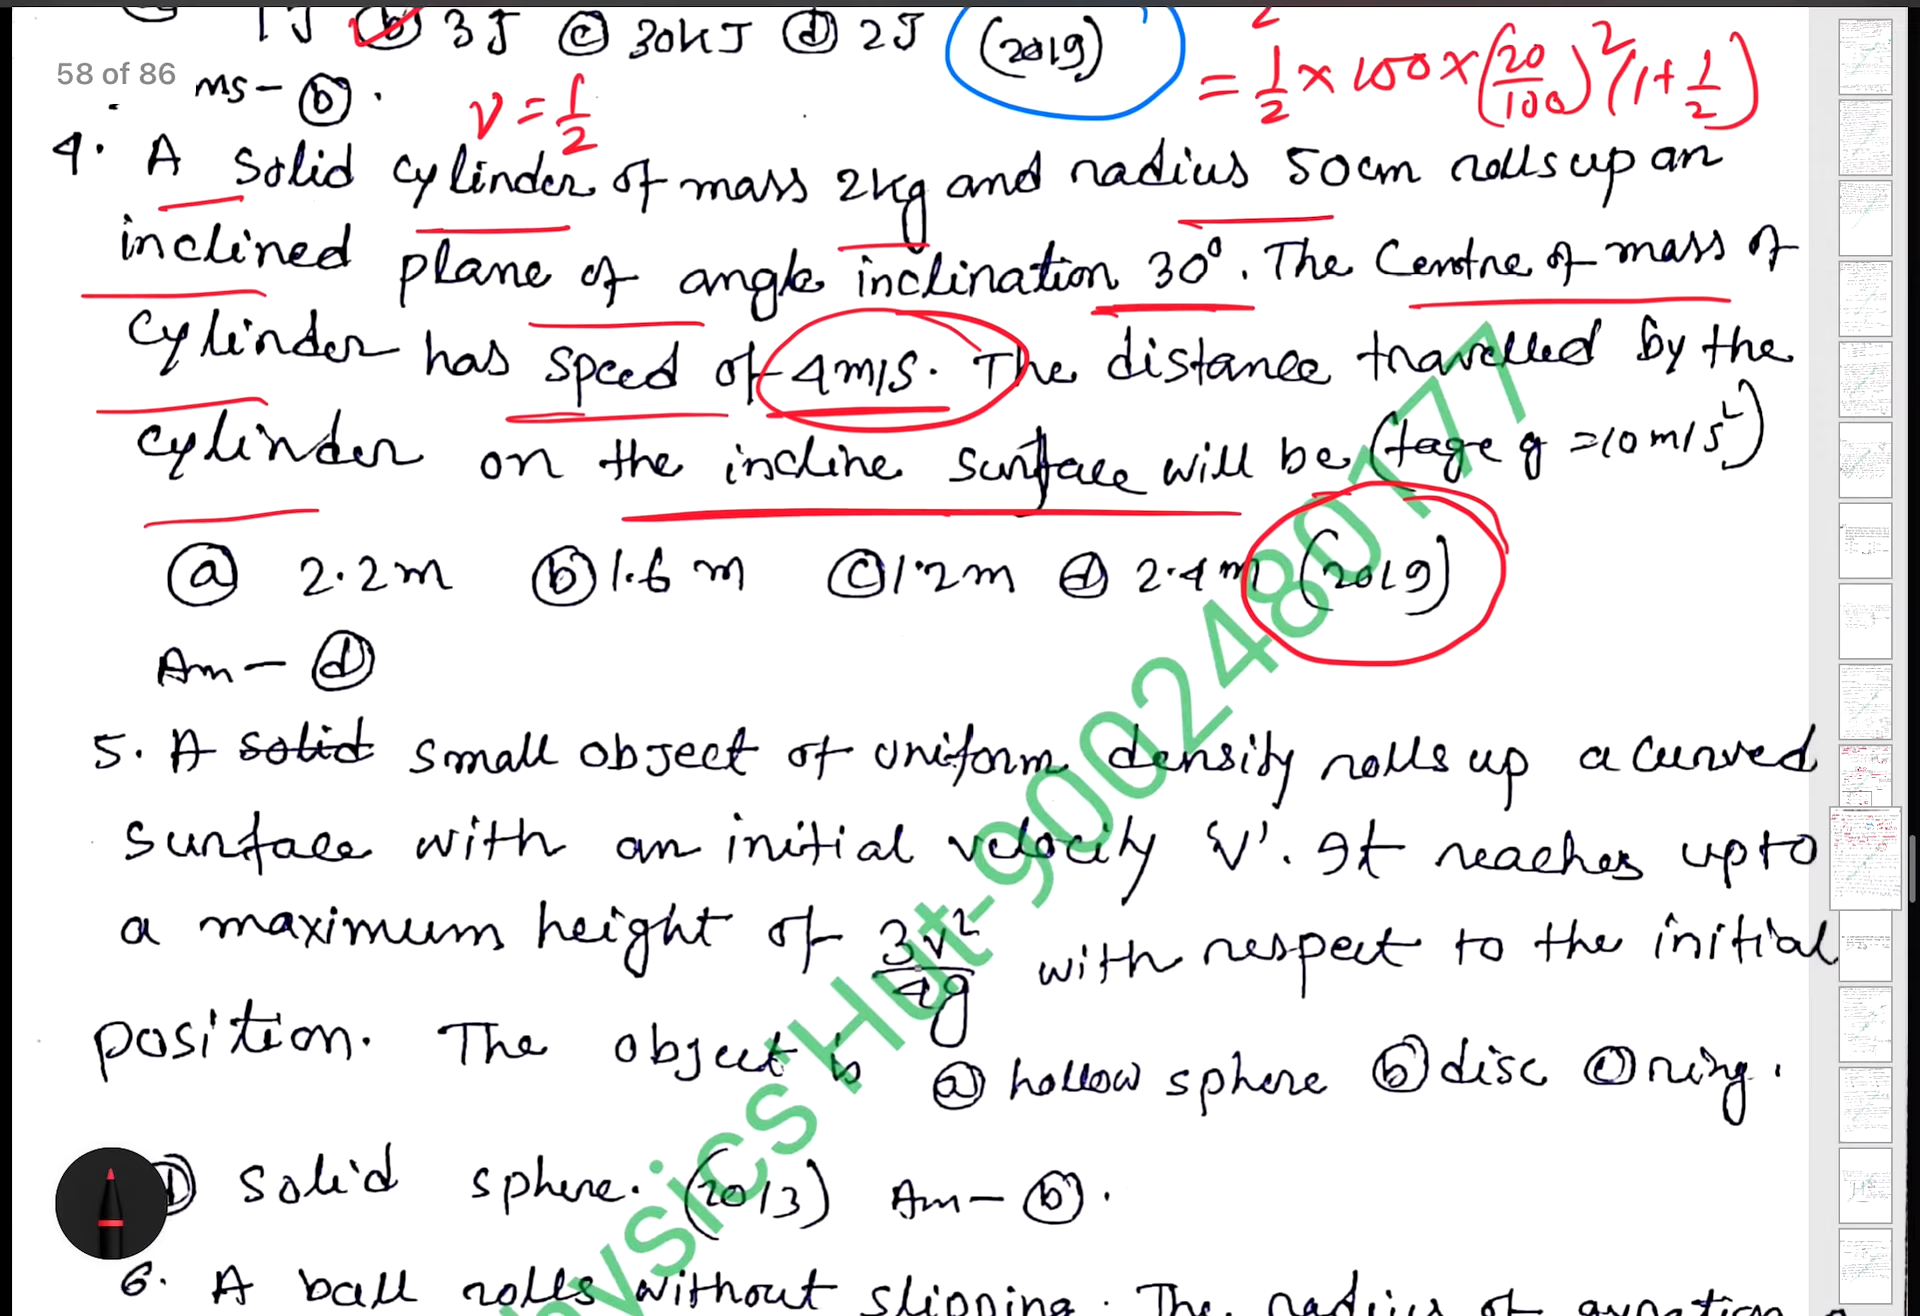 1J ⓑ 3J ⓒ 30kJ ⓓ 2J (2019)
= 1/2 × 100 × (20/100)² (1 + 1/2)
58 of 86
Ans - ⓑ.
4. A solid cylinder of mass 2kg and radius 50cm rolls up an
inclined plane of angle inclination 30°. The Centre of mass of
cylinder has speed of 4m/s. The distance travelled by the
cylinder on the incline surface will be (tage g = 10 m/s²)
ⓐ 2.2m ⓑ 1.6 m ⓒ 1.2m ⓓ 2.4m (2019)
Ans - ⓓ
5. A solid small object of uniform density rolls up a curved
surface with an initial velocity 'v'. It reaches upto
a maximum height of 3v²/4g with respect to the initial
position. The object is ⓐ hollow sphere ⓑ disc ⓒ ring.
ⓓ solid sphere. (2013) Ans - ⓑ.
6. A ball rolls without slipping. The radius of gyration
Physics Hut-9002480177